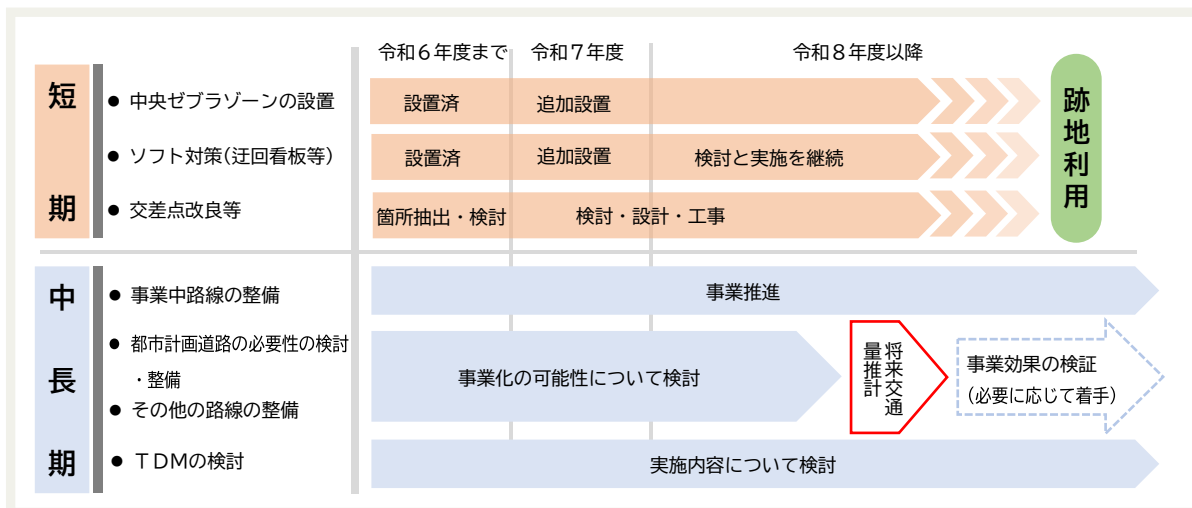 令和６年度まで
令和７年度
令和８年度以降
短期
● 中央ゼブラゾーンの設置
設置済
追加設置
● ソフト対策(迂回看板等)
設置済
追加設置
検討と実施を継続
● 交差点改良等
箇所抽出・検討
検討・設計・工事
跡地利用
中長期
● 事業中路線の整備
事業推進
● 都市計画道路の必要性の検討
・整備
● その他の路線の整備
事業化の可能性について検討
将来交通
量推計
事業効果の検証
(必要に応じて着手)
● ＴＤＭの検討
実施内容について検討